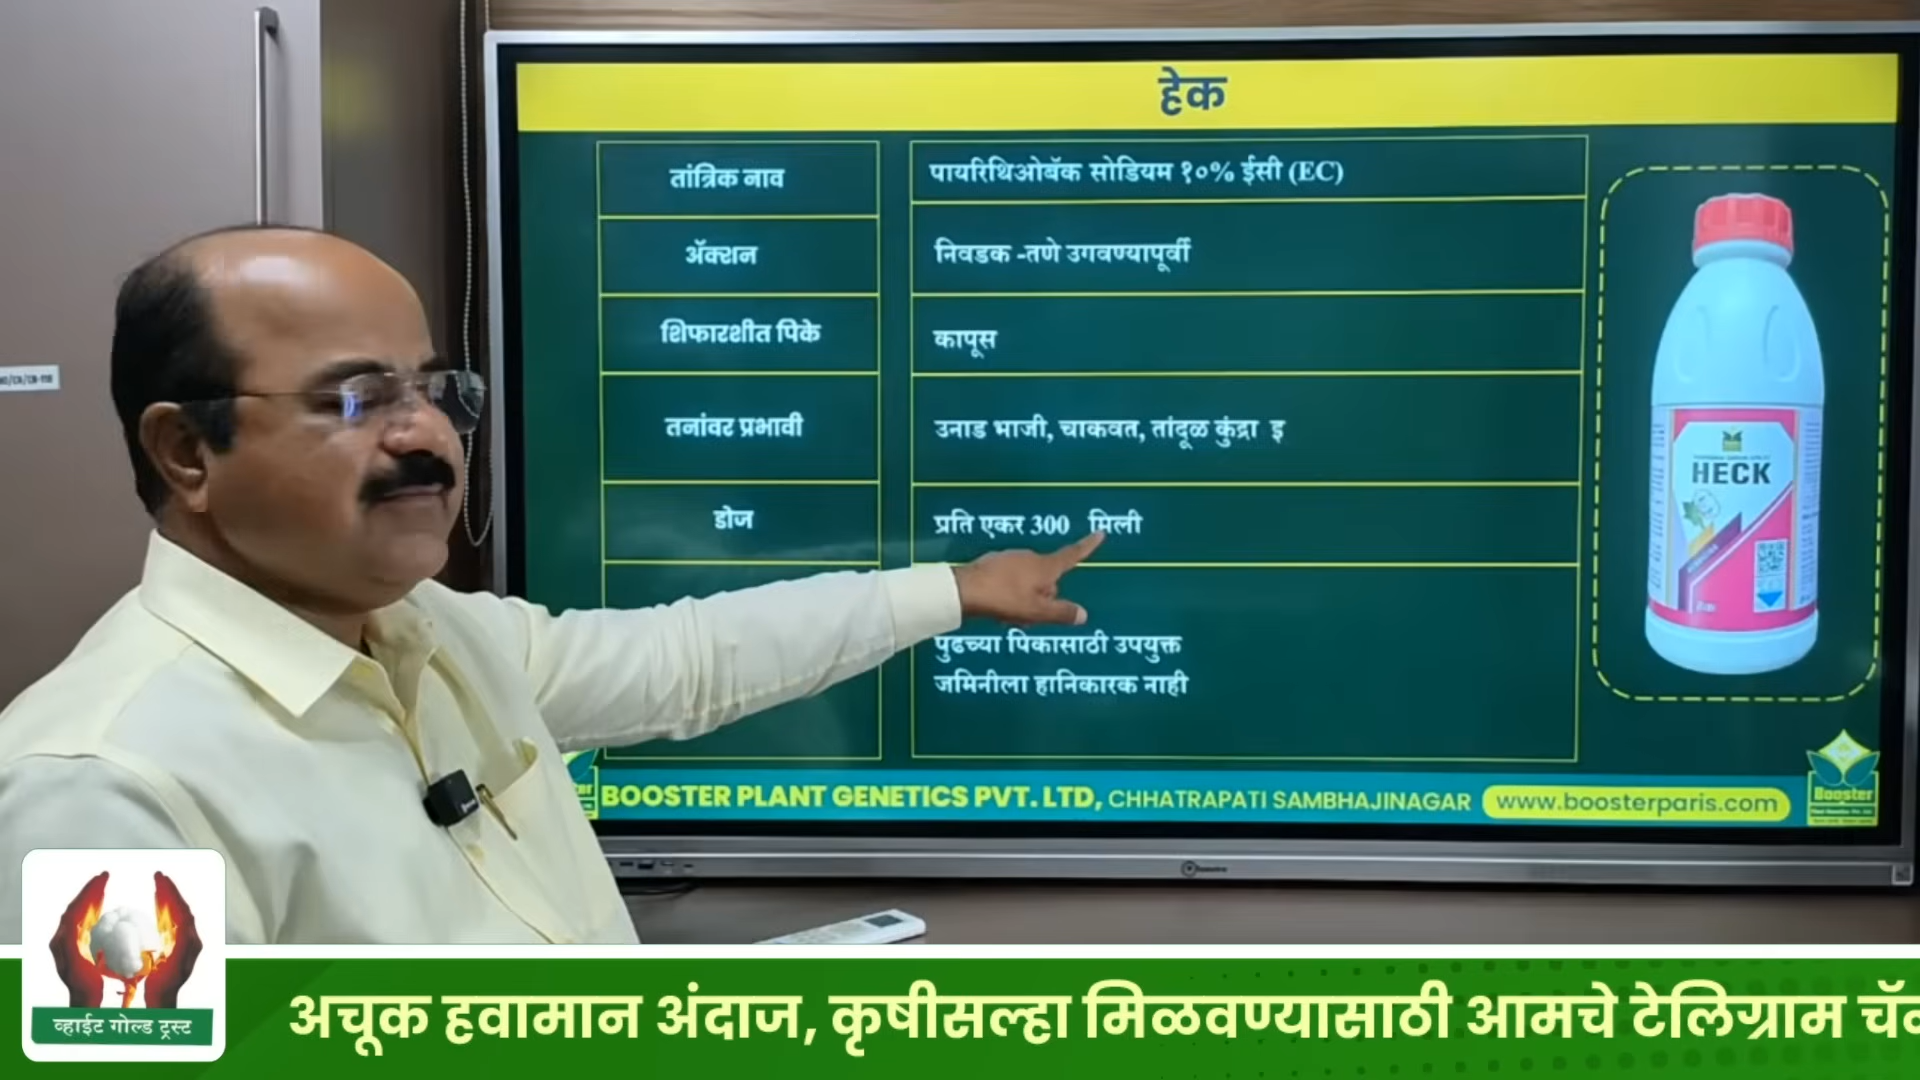 हेक
तांत्रिक नाव
पायरिथिओबॅक सोडियम १०% ईसी (EC)
ॲक्शन
निवडक -तणे उगवण्यापूर्वी
शिफारशीत पिके
कापूस
तनांवर प्रभावी
उनाड भाजी, चाकवत, तांदूळ कुंद्रा इ
डोज
प्रति एकर 300 मिली
पुढच्या पिकासाठी उपयुक्त
जमिनीला हानिकारक नाही
HECK
BOOSTER PLANT GENETICS PVT. LTD, CHHATRAPATI SAMBHAJINAGAR
www.boosterparis.com
Booster
व्हाईट गोल्ड ट्रस्ट
अचूक हवामान अंदाज, कृषीसल्हा मिळवण्यासाठी आमचे टेलिग्राम